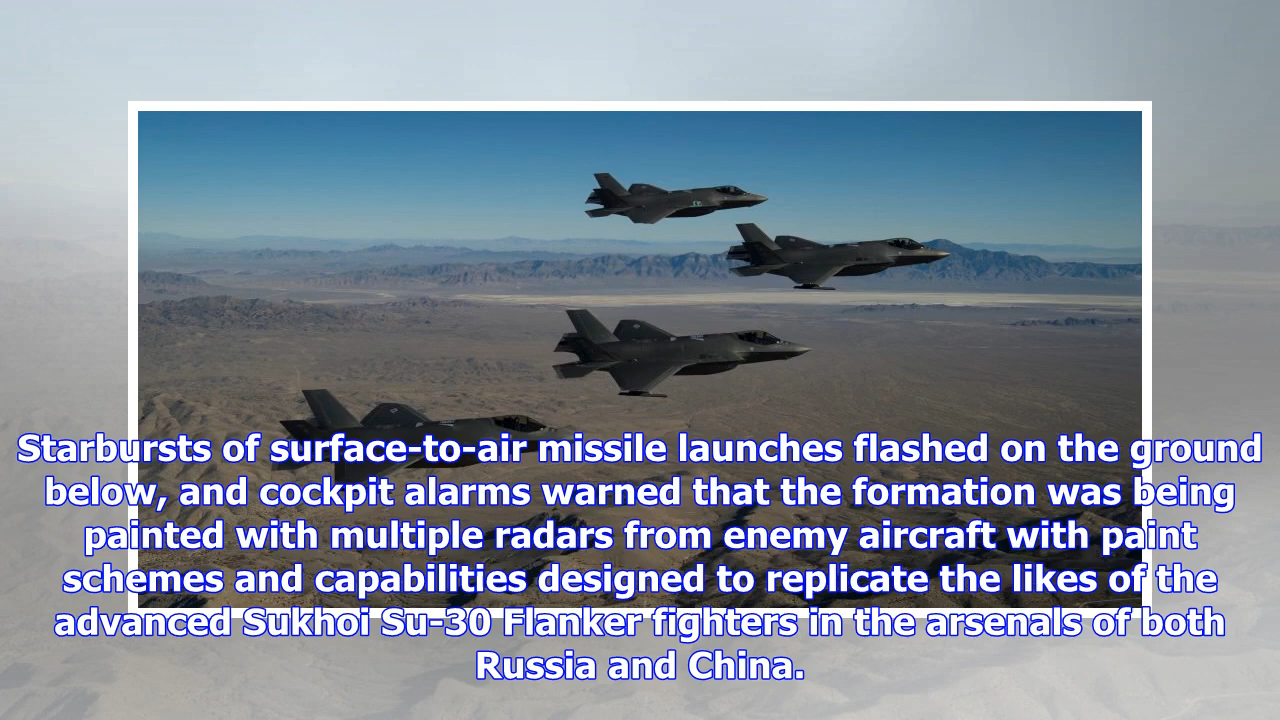 Starbursts of surface-to-air missile launches flashed on the ground
below, and cockpit alarms warned that the formation was being
painted with multiple radars from enemy aircraft with paint
schemes and capabilities designed to replicate the likes of the
advanced Sukhoi Su-30 Flanker fighters in the arsenals of both
Russia and China.